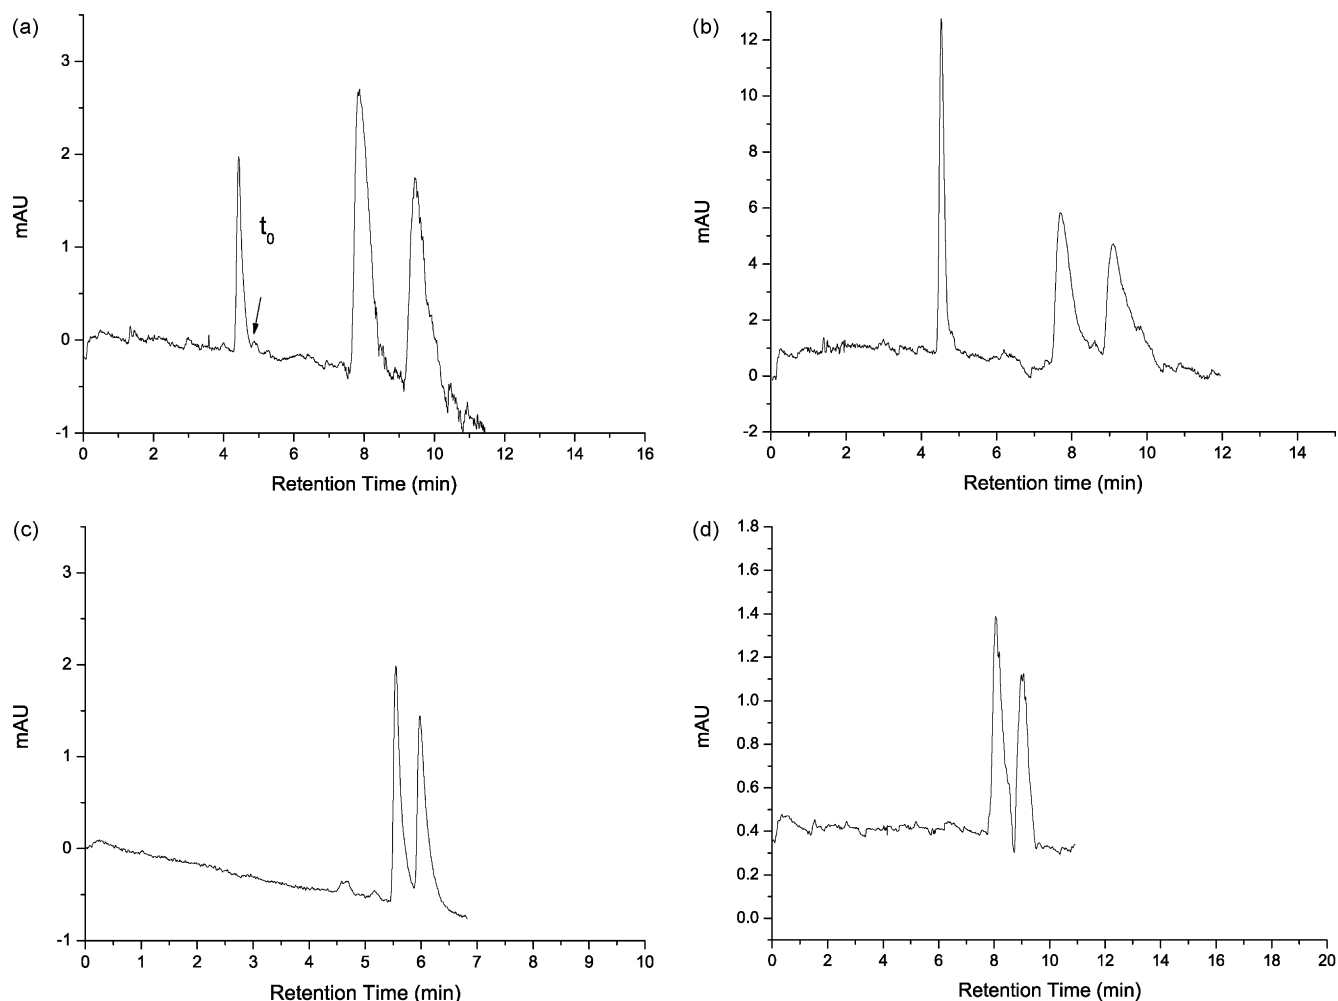 (a)
3
2
1
0
-1
mAU
t0
0 2 4 6 8 10 12 14 16
Retention Time (min)
(b)
12
10
8
6
4
2
0
-2
mAU
0 2 4 6 8 10 12 14
Retention time (min)
(c)
3
2
1
0
-1
mAU
0 1 2 3 4 5 6 7 8 9 10
Retention Time (min)
(d)
1.8
1.6
1.4
1.2
1.0
0.8
0.6
0.4
0.2
0.0
mAU
0 2 4 6 8 10 12 14 16 18 20
Retention Time (min)